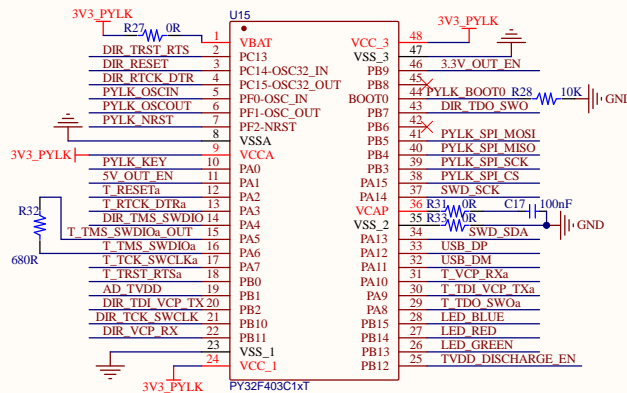 3V3_PYLK
R27 0R
U15
3V3_PYLK
1 VBAT
VCC_3 48
DIR_TRST_RTS 2 PC13
VSS_3 47
DIR_RESET 3 PC14-OSC32_IN
PB9 46 3.3V_OUT_EN
DIR_RTCK_DTR 4 PC15-OSC32_OUT
PB8 45
PYLK_OSCIN 5 PF0-OSC_IN
BOOT0 44 PYLK_BOOT0 R28 10K GND
PYLK_OSCOUT 6 PF1-OSC_OUT
PB7 43 DIR_TDO_SWO
PYLK_NRST 7 PF2-NRST
PB6 42
8 VSSA
PB5 41 PYLK_SPI_MOSI
3V3_PYLK 9 VCCA
PB4 40 PYLK_SPI_MISO
PYLK_KEY 10 PA0
PB3 39 PYLK_SPI_SCK
5V_OUT_EN 11 PA1
PA15 38 PYLK_SPI_CS
T_RESETa 12 PA2
PA14 37 SWD_SCK
T_RTCK_DTRa 13 PA3
VCAP 36 R31 0R C17 100nF
R32 680R
DIR_TMS_SWDIO 14 PA4
VSS_2 35 R33 0R GND
T_TMS_SWDIOa_OUT 15 PA5
PA13 34 SWD_SDA
T_TMS_SWDIOa 16 PA6
PA12 33 USB_DP
T_TCK_SWCLKa 17 PA7
PA11 32 USB_DM
T_TRST_RTSa 18 PB0
PA10 31 T_VCP_RXa
AD_TVDD 19 PB1
PA9 30 T_TDI_VCP_TXa
DIR_TDI_VCP_TX 20 PB2
PA8 29 T_TDO_SWOa
DIR_TCK_SWCLK 21 PB10
PB15 28 LED_BLUE
DIR_VCP_RX 22 PB11
PB14 27 LED_RED
23 VSS_1
PB13 26 LED_GREEN
24 VCC_1
PB12 25 TVDD_DISCHARGE_EN
3V3_PYLK
PY32F403C1xT